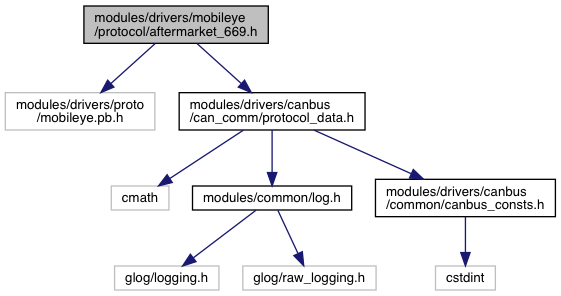 modules/drivers/mobileye
/protocol/aftermarket_669.h
modules/drivers/proto
/mobileye.pb.h
modules/drivers/canbus
/can_comm/protocol_data.h
cmath
modules/common/log.h
modules/drivers/canbus
/common/canbus_consts.h
glog/logging.h
glog/raw_logging.h
cstdint